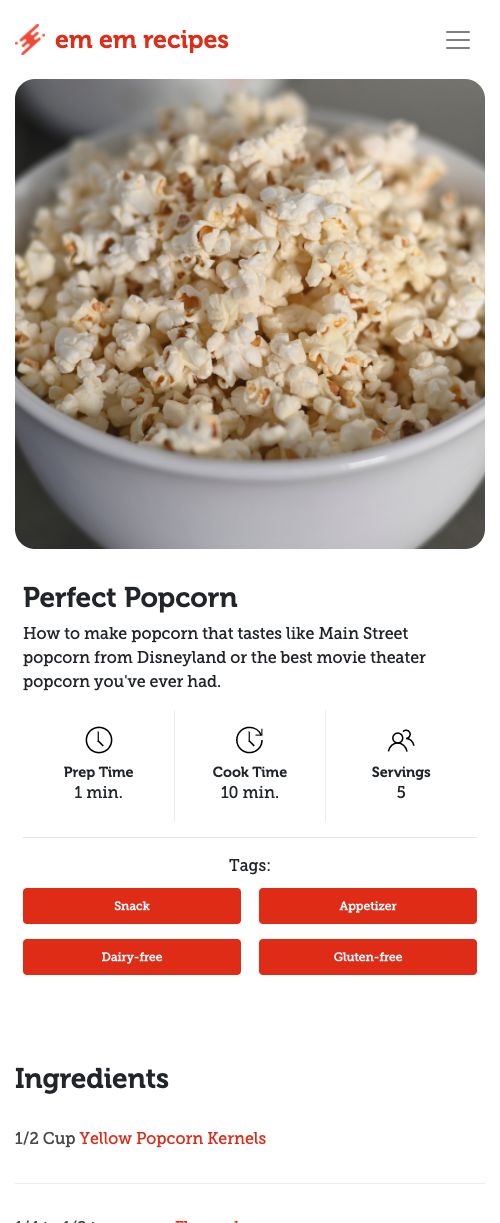 em em recipes
Perfect Popcorn
How to make popcorn that tastes like Main Street
popcorn from Disneyland or the best movie theater
popcorn you've ever had.
Prep Time
1 min.
Cook Time
10 min.
Servings
5
Tags:
Snack
Appetizer
Dairy-free
Gluten-free
Ingredients
1/2 Cup Yellow Popcorn Kernels